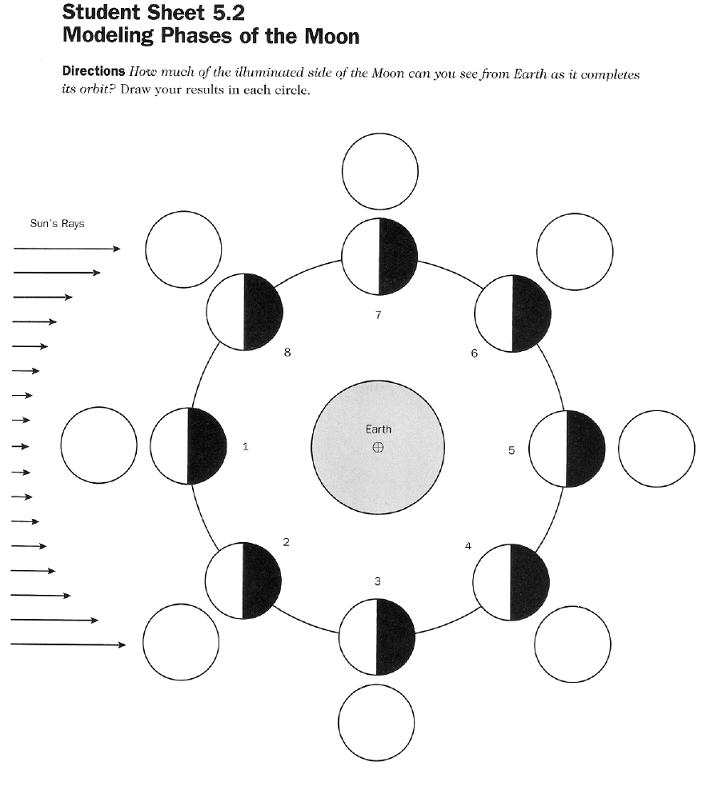 Student Sheet 5.2
Modeling Phases of the Moon
Directions How much of the illuminated side of the Moon can you see from Earth as it completes
its orbit? Draw your results in each circle.
Sun's Rays
7
8
6
Earth
1
5
2
4
3